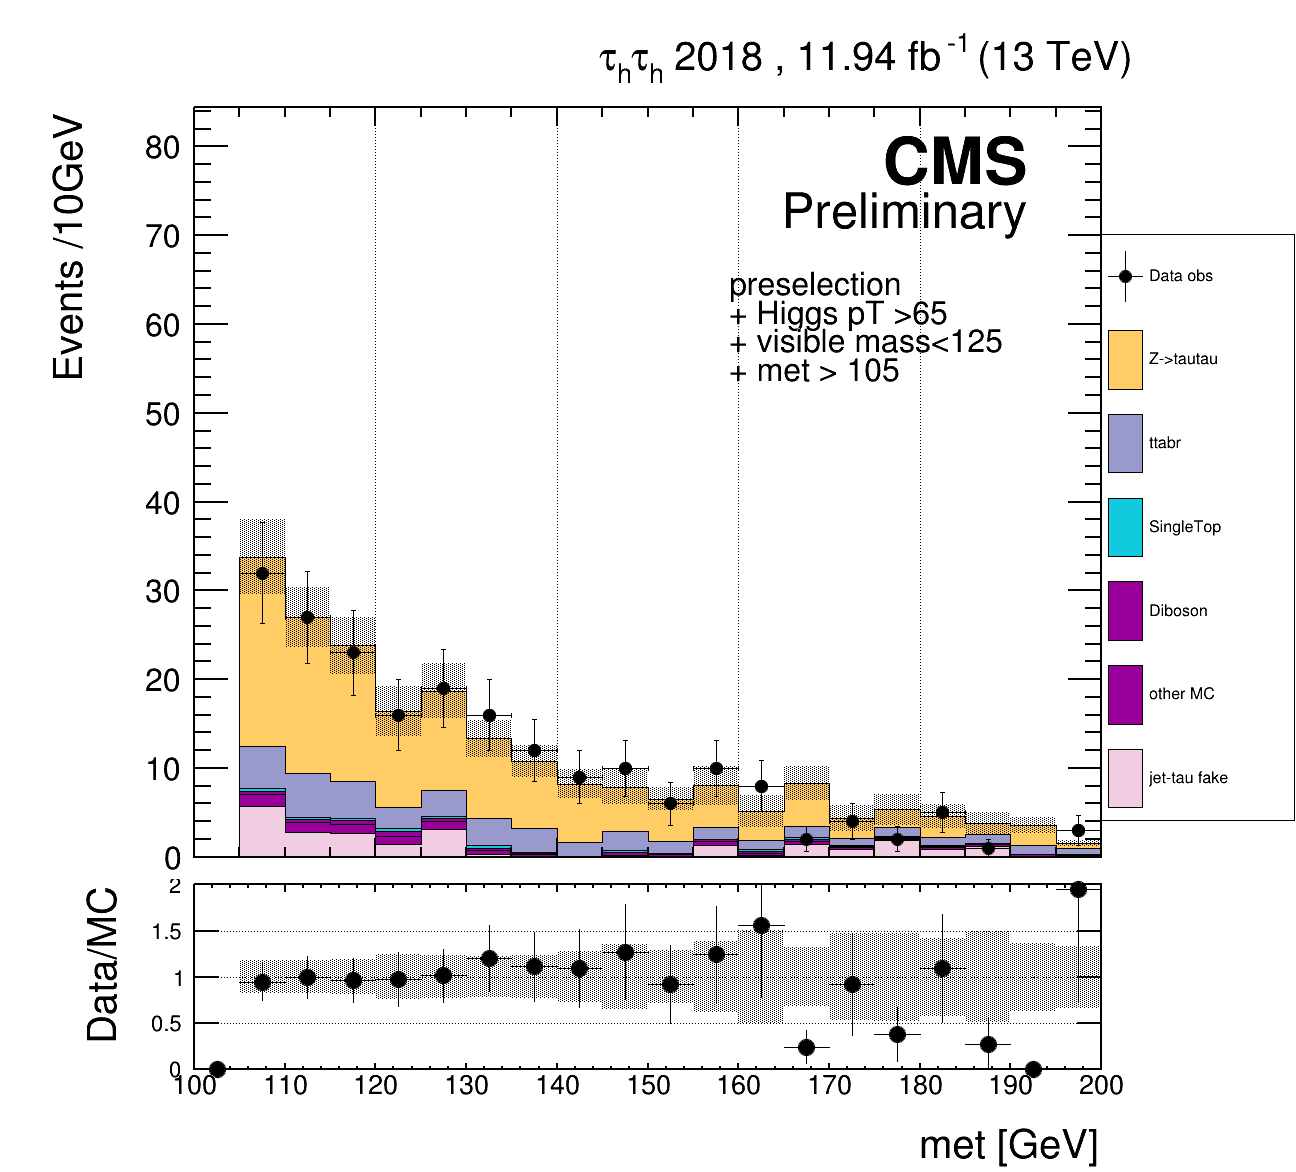 τhτh 2018 , 11.94 fb-1 (13 TeV)
Events /10GeV
80
70
60
50
40
30
20
10
0
CMS
Preliminary
preselection
+ Higgs pT >65
+ visible mass<125
+ met > 105
Data obs
Z->tautau
ttabr
SingleTop
Diboson
other MC
jet-tau fake
Data/MC
2
1.5
1
0.5
0
100 110 120 130 140 150 160 170 180 190 200
met [GeV]